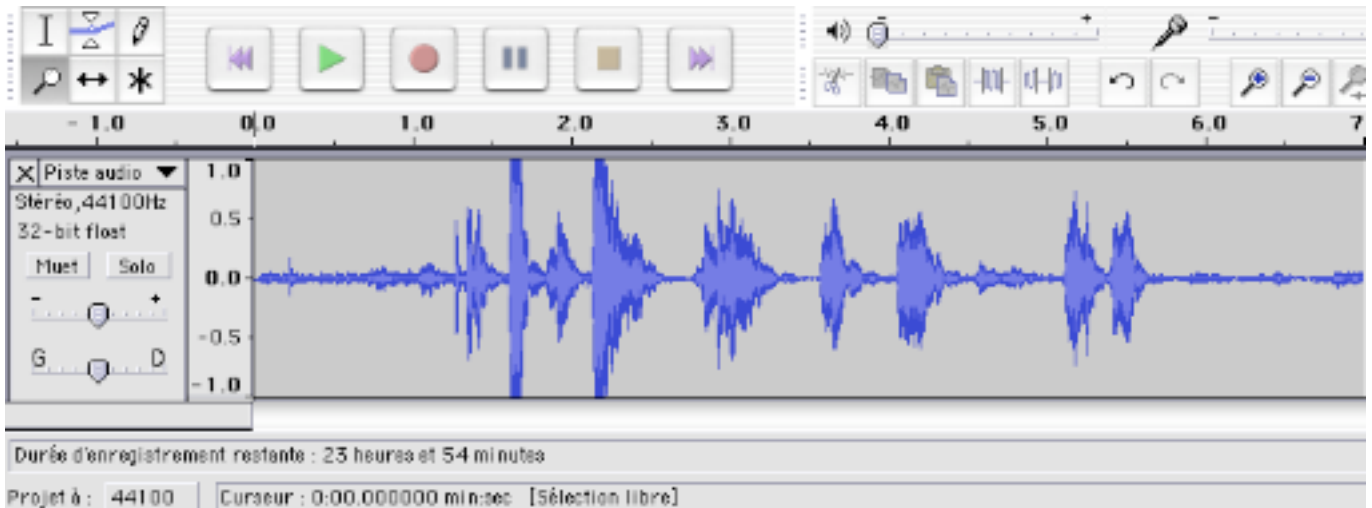 - 1.0 0.0 1.0 2.0 3.0 4.0 5.0 6.0 7
Piste audio
Stéréo,44100Hz
32-bit float
Muet Solo
- +
G D
1.0
0.5
0.0
-0.5
-1.0
Durée d'enregistrement restante : 23 heures et 54 minutes
Projet à : 44100 Curseur : 0:00.000000 min:sec [Sélection libre]